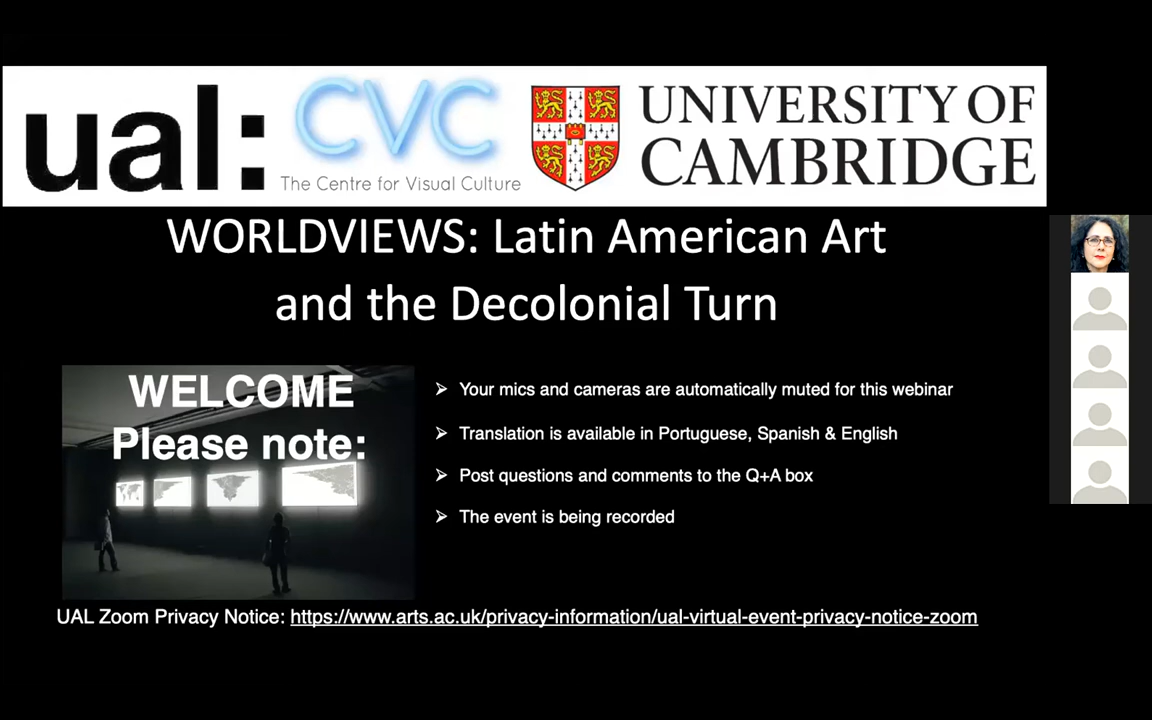 ual:
CVC
The Centre for Visual Culture
UNIVERSITY OF
CAMBRIDGE
WORLDVIEWS: Latin American Art
and the Decolonial Turn
WELCOME
Please note:
➢ Your mics and cameras are automatically muted for this webinar
➢ Translation is available in Portuguese, Spanish & English
➢ Post questions and comments to the Q+A box
➢ The event is being recorded
UAL Zoom Privacy Notice: https://www.arts.ac.uk/privacy-information/ual-virtual-event-privacy-notice-zoom